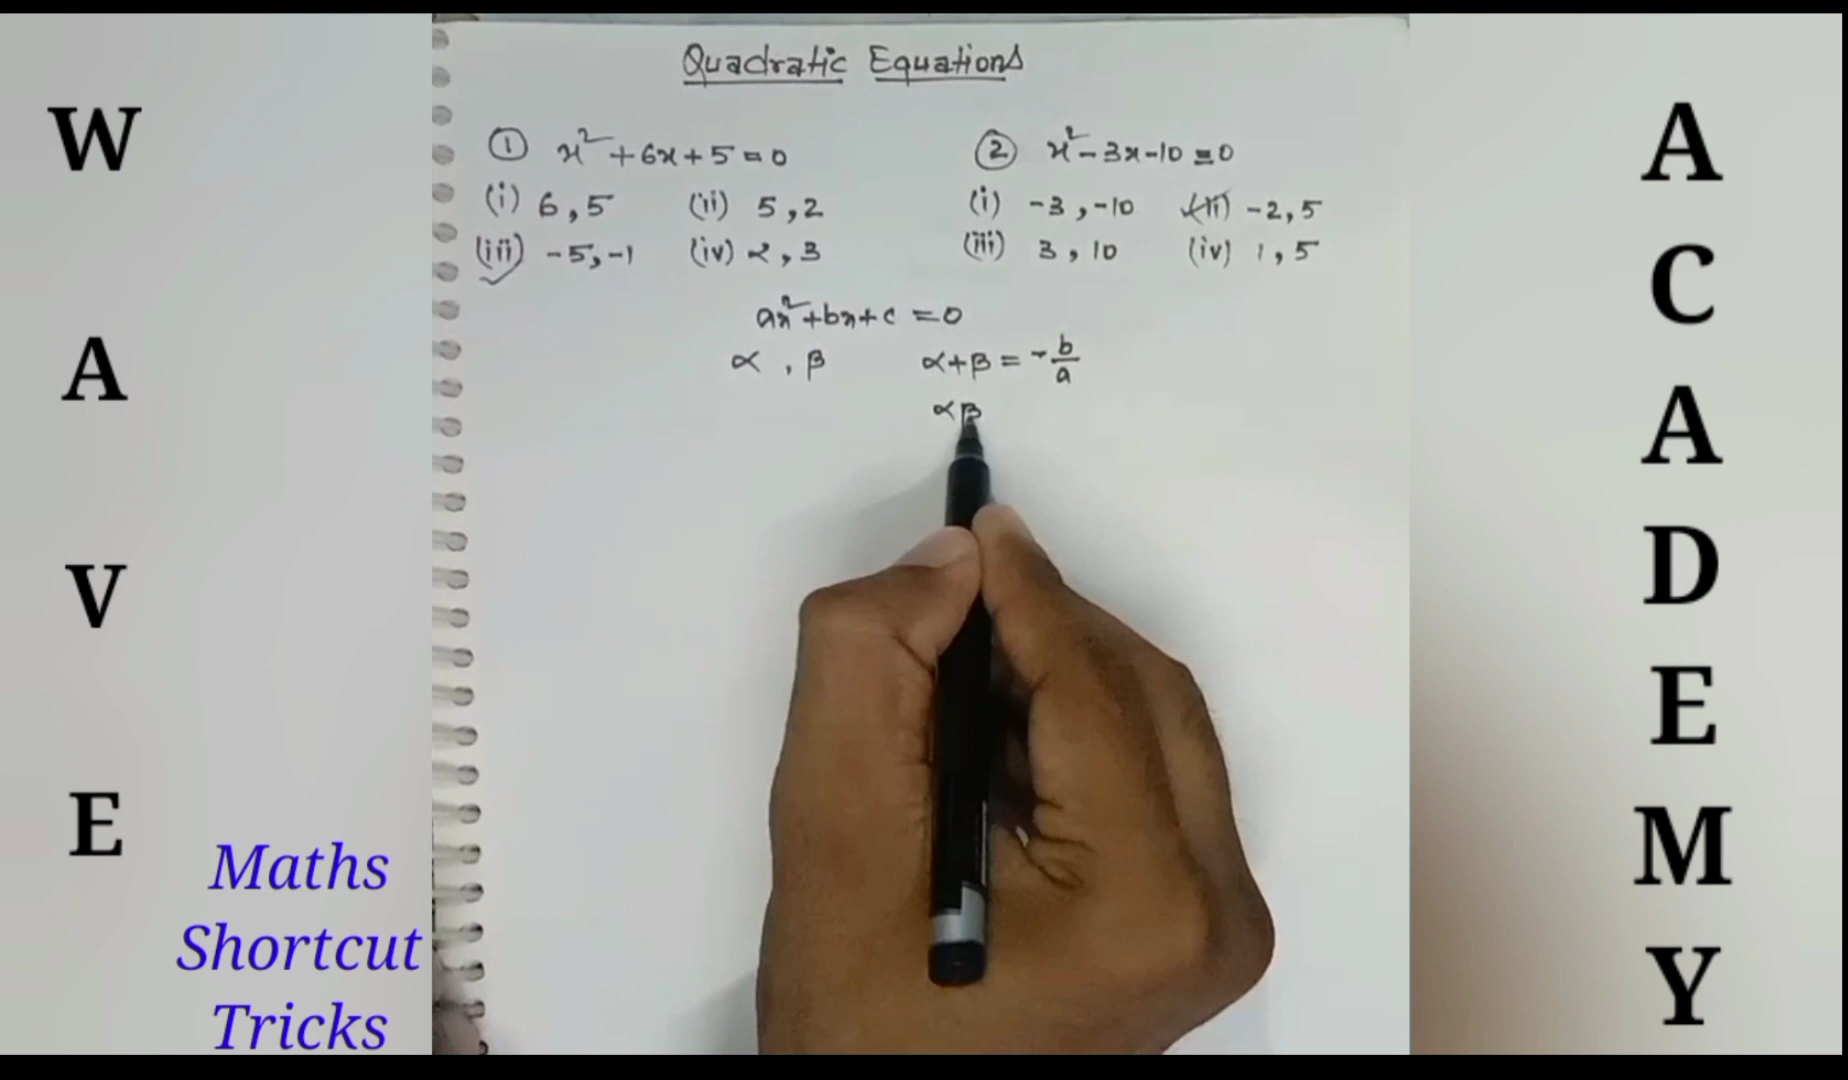 W
A
V
E
Maths
Shortcut
Tricks
Quadratic Equations
① x² + 6x + 5 = 0
(i) 6, 5 (ii) 5, 2
(iii) -5, -1 (iv) 2, 3
② x² - 3x - 10 = 0
(i) -3, -10 (ii) -2, 5
(iii) 3, 10 (iv) 1, 5
ax² + bx + c = 0
α, β α + β = -b/a
αβ
A
C
A
D
E
M
Y